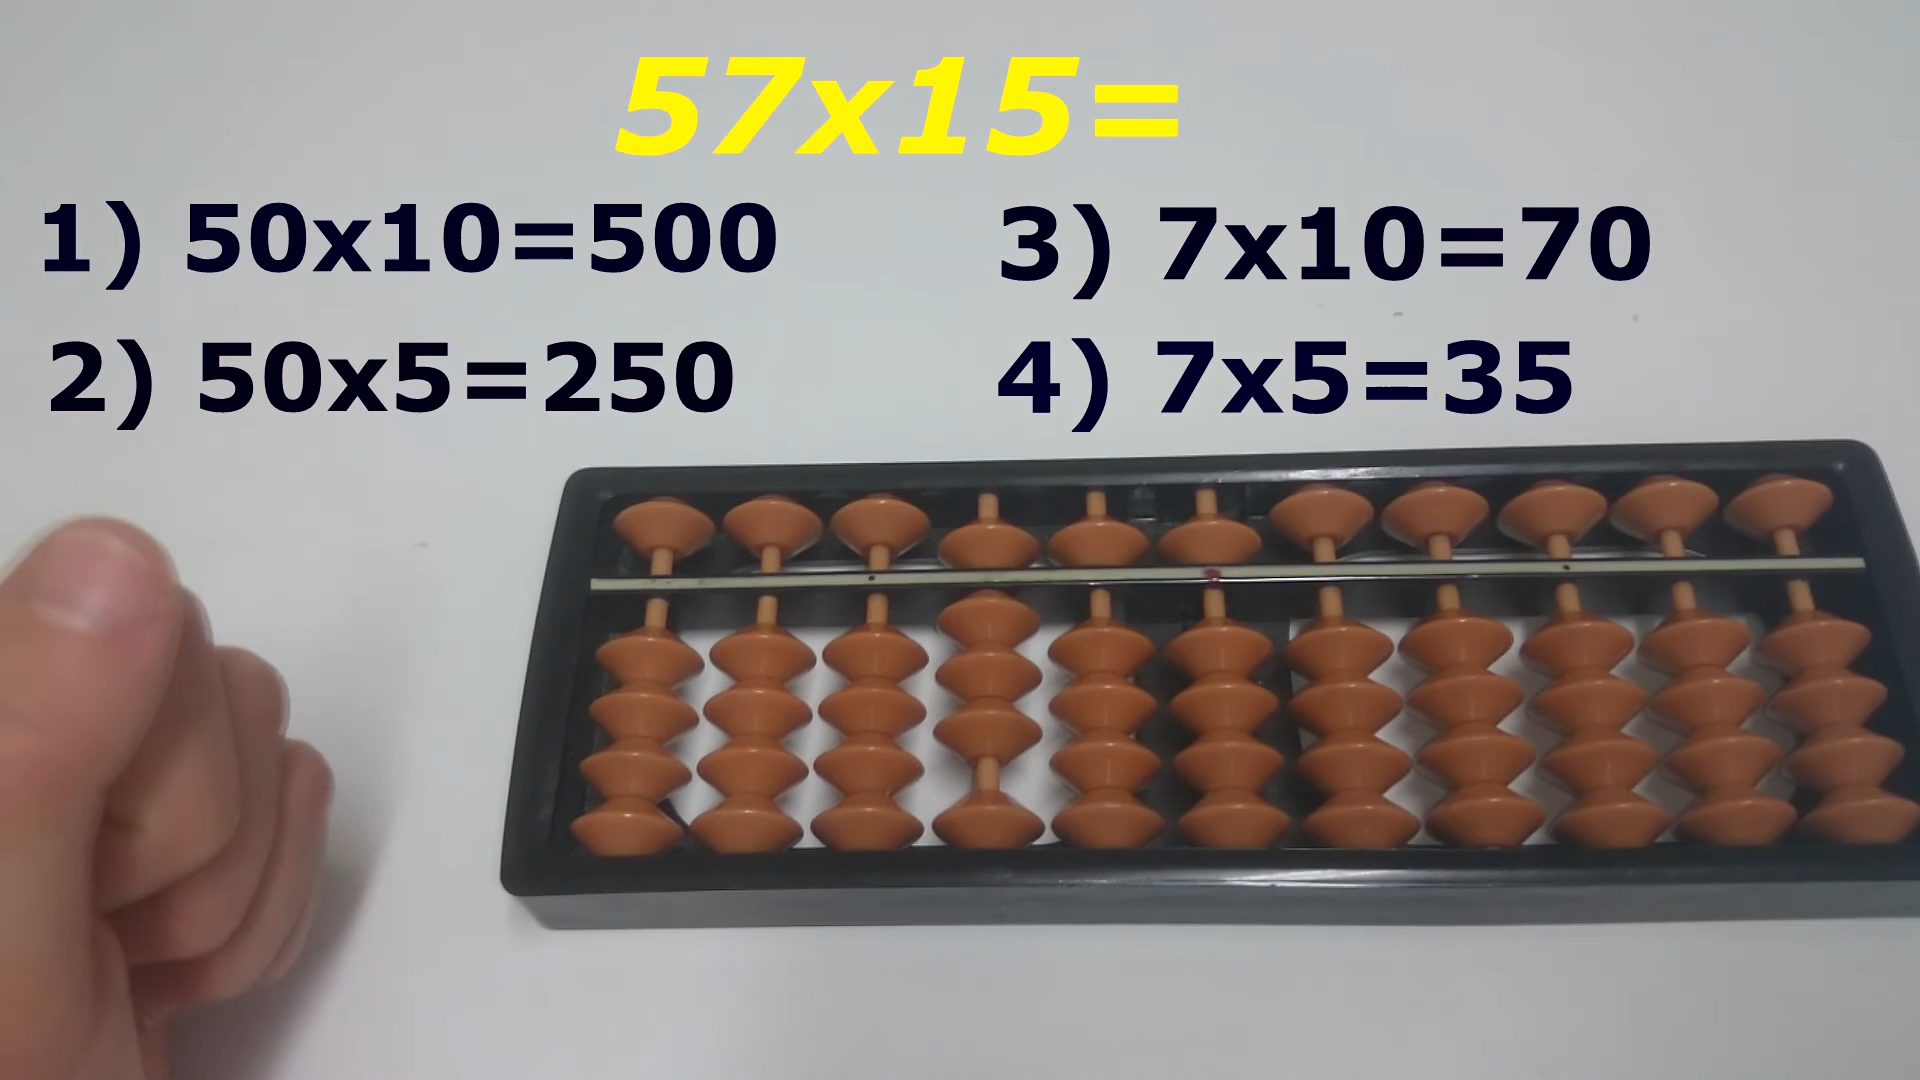 57x15=
1) 50x10=500
2) 50x5=250
3) 7x10=70
4) 7x5=35